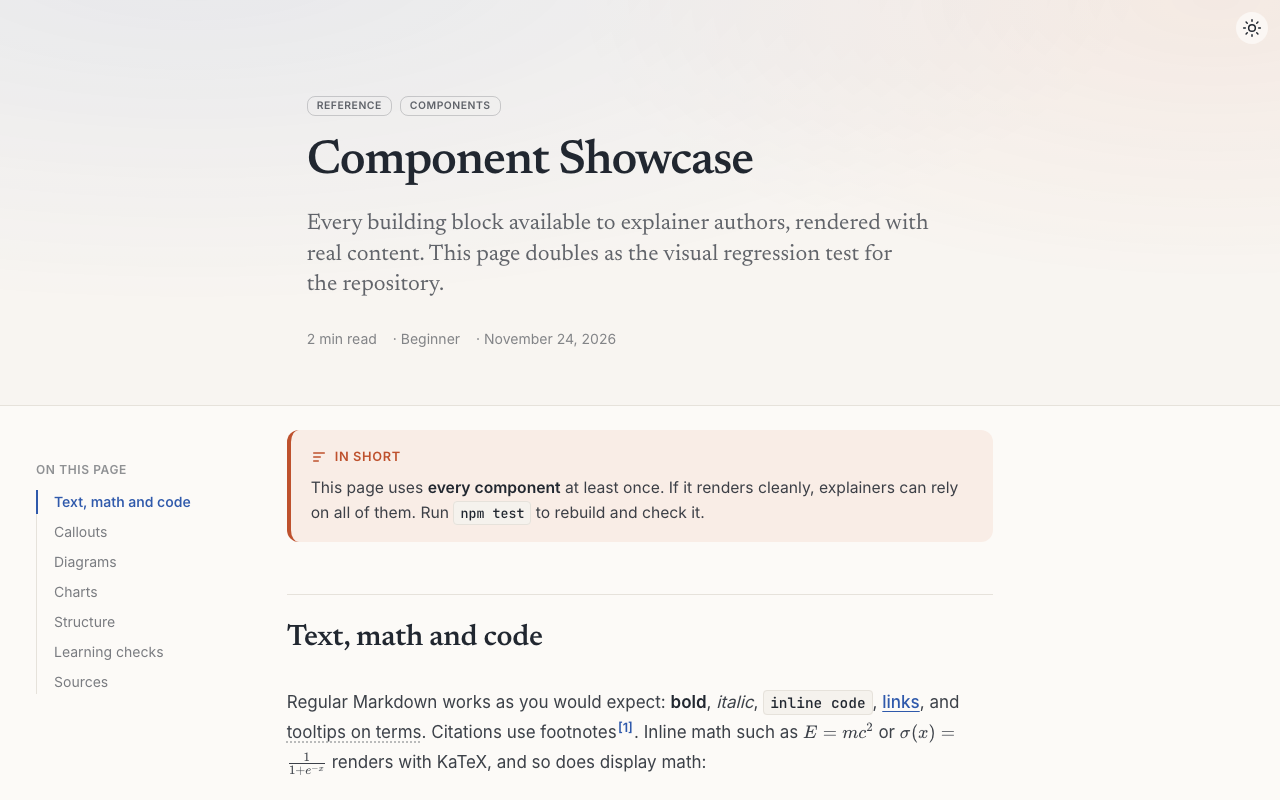 REFERENCE COMPONENTS
Component Showcase
Every building block available to explainer authors, rendered with
real content. This page doubles as the visual regression test for
the repository.
2 min read · Beginner · November 24, 2026
ON THIS PAGE
Text, math and code
Callouts
Diagrams
Charts
Structure
Learning checks
Sources
IN SHORT
This page uses every component at least once. If it renders cleanly, explainers can rely
on all of them. Run npm test to rebuild and check it.
Text, math and code
Regular Markdown works as you would expect: bold, italic, inline code, links, and
tooltips on terms. Citations use footnotes[1]. Inline math such as E = mc² or σ(x) =
1/(1+e⁻ˣ) renders with KaTeX, and so does display math: